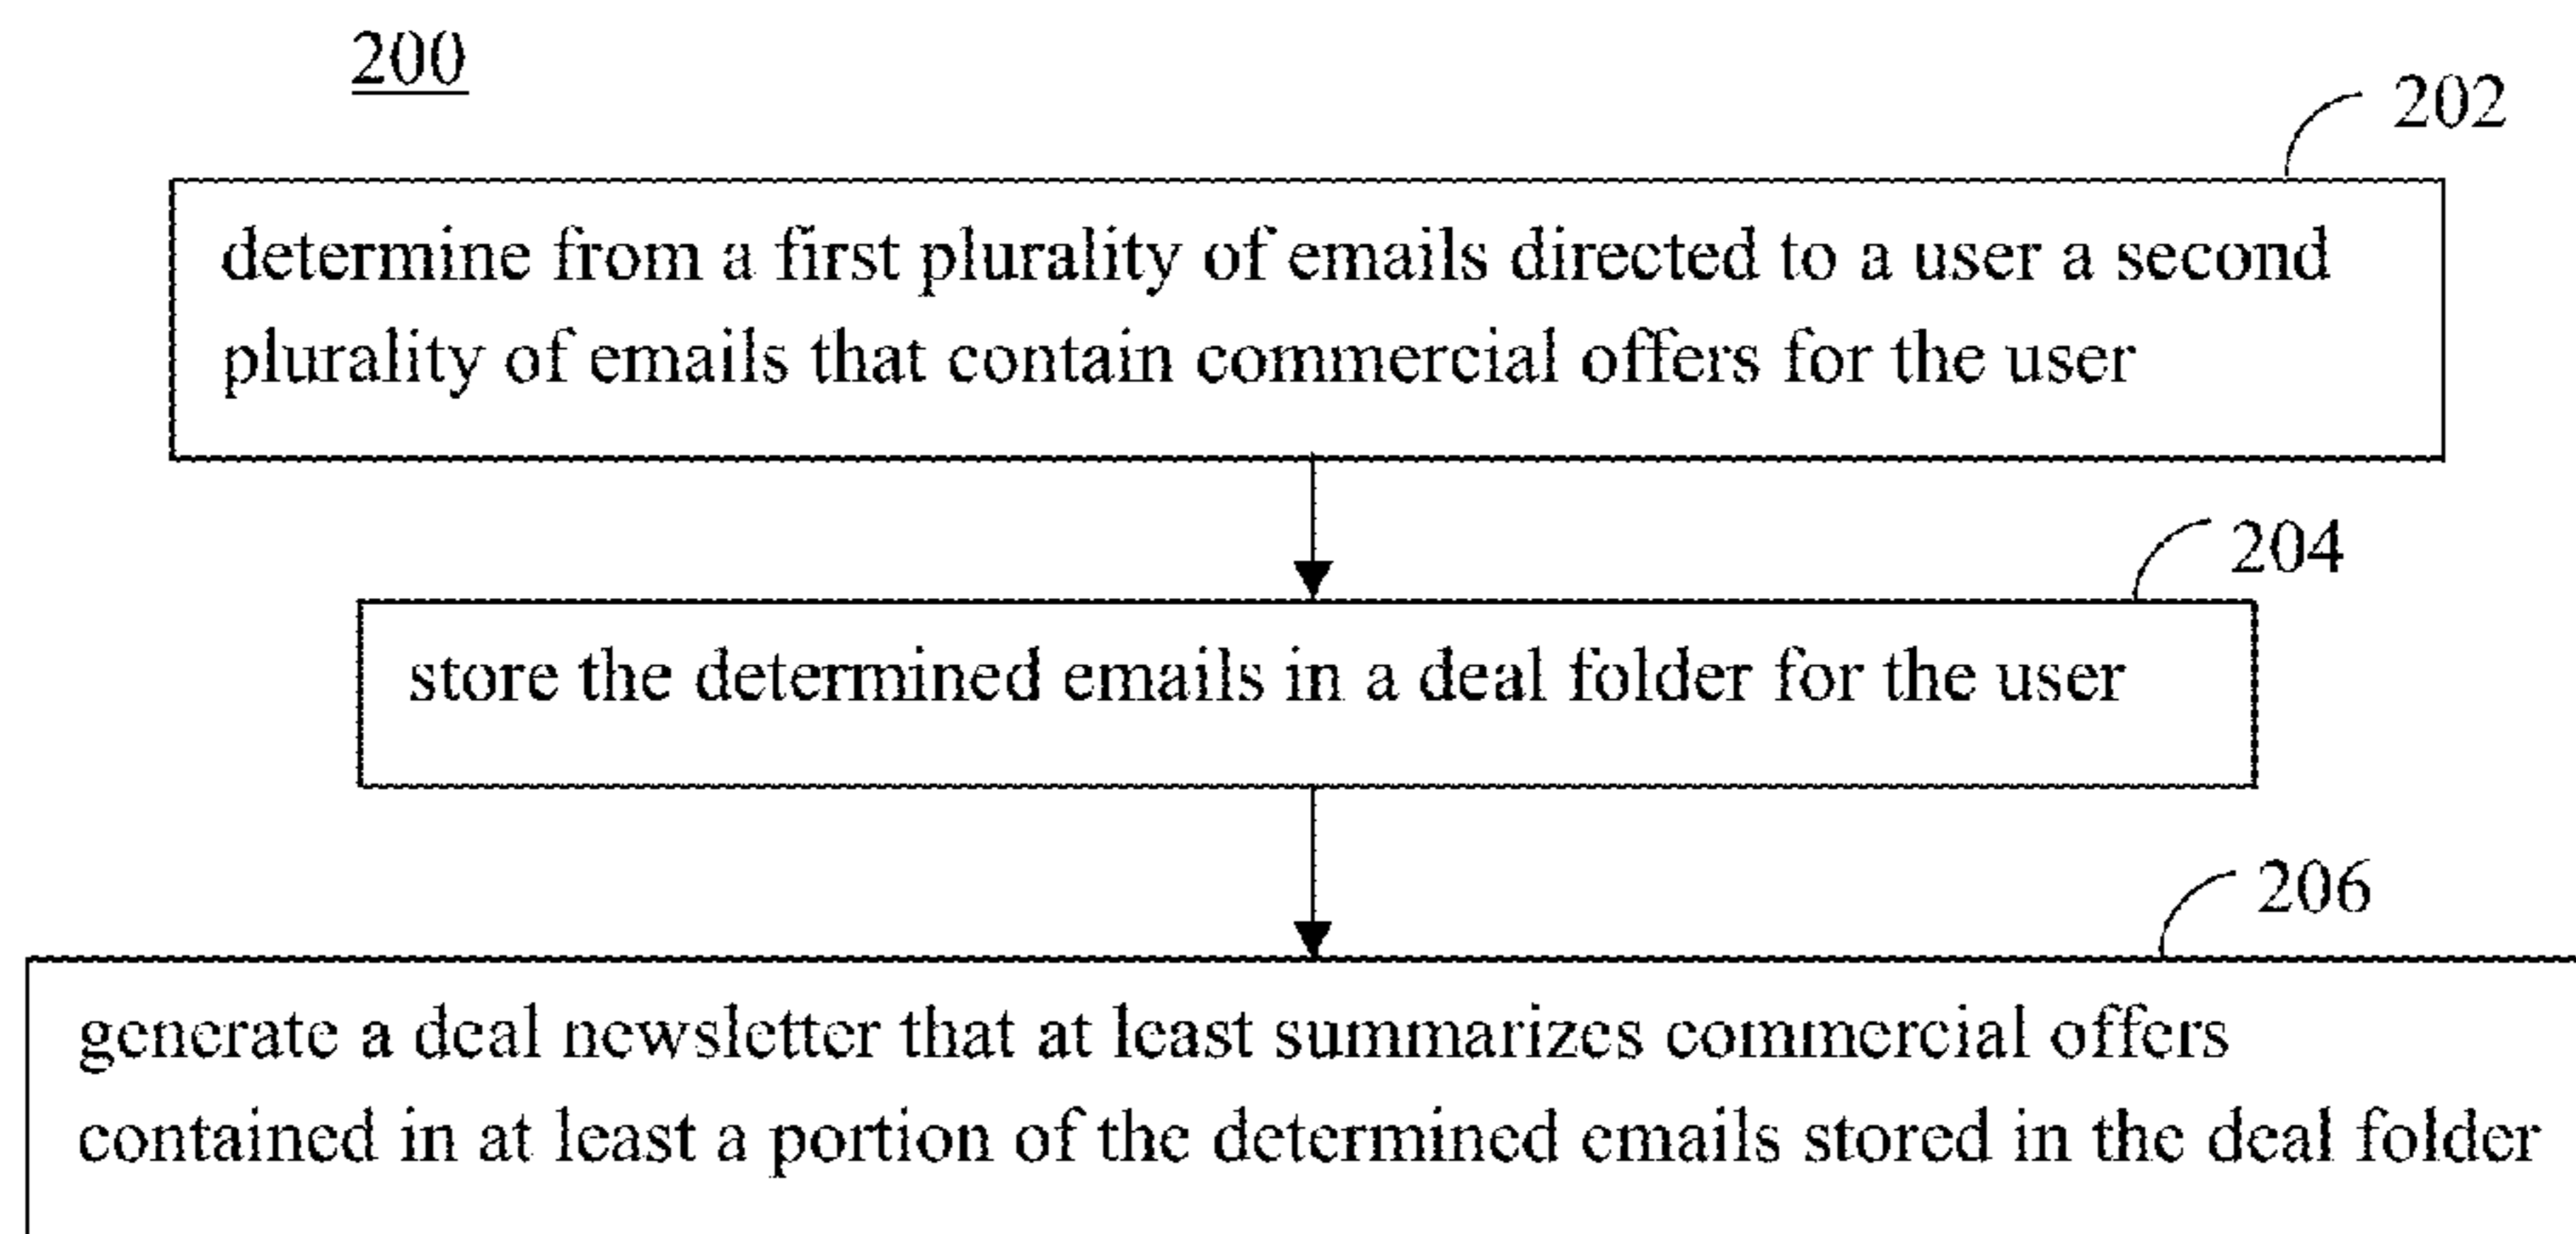 200
202
determine from a first plurality of emails directed to a user a second
plurality of emails that contain commercial offers for the user
204
store the determined emails in a deal folder for the user
206
generate a deal newsletter that at least summarizes commercial offers
contained in at least a portion of the determined emails stored in the deal folder